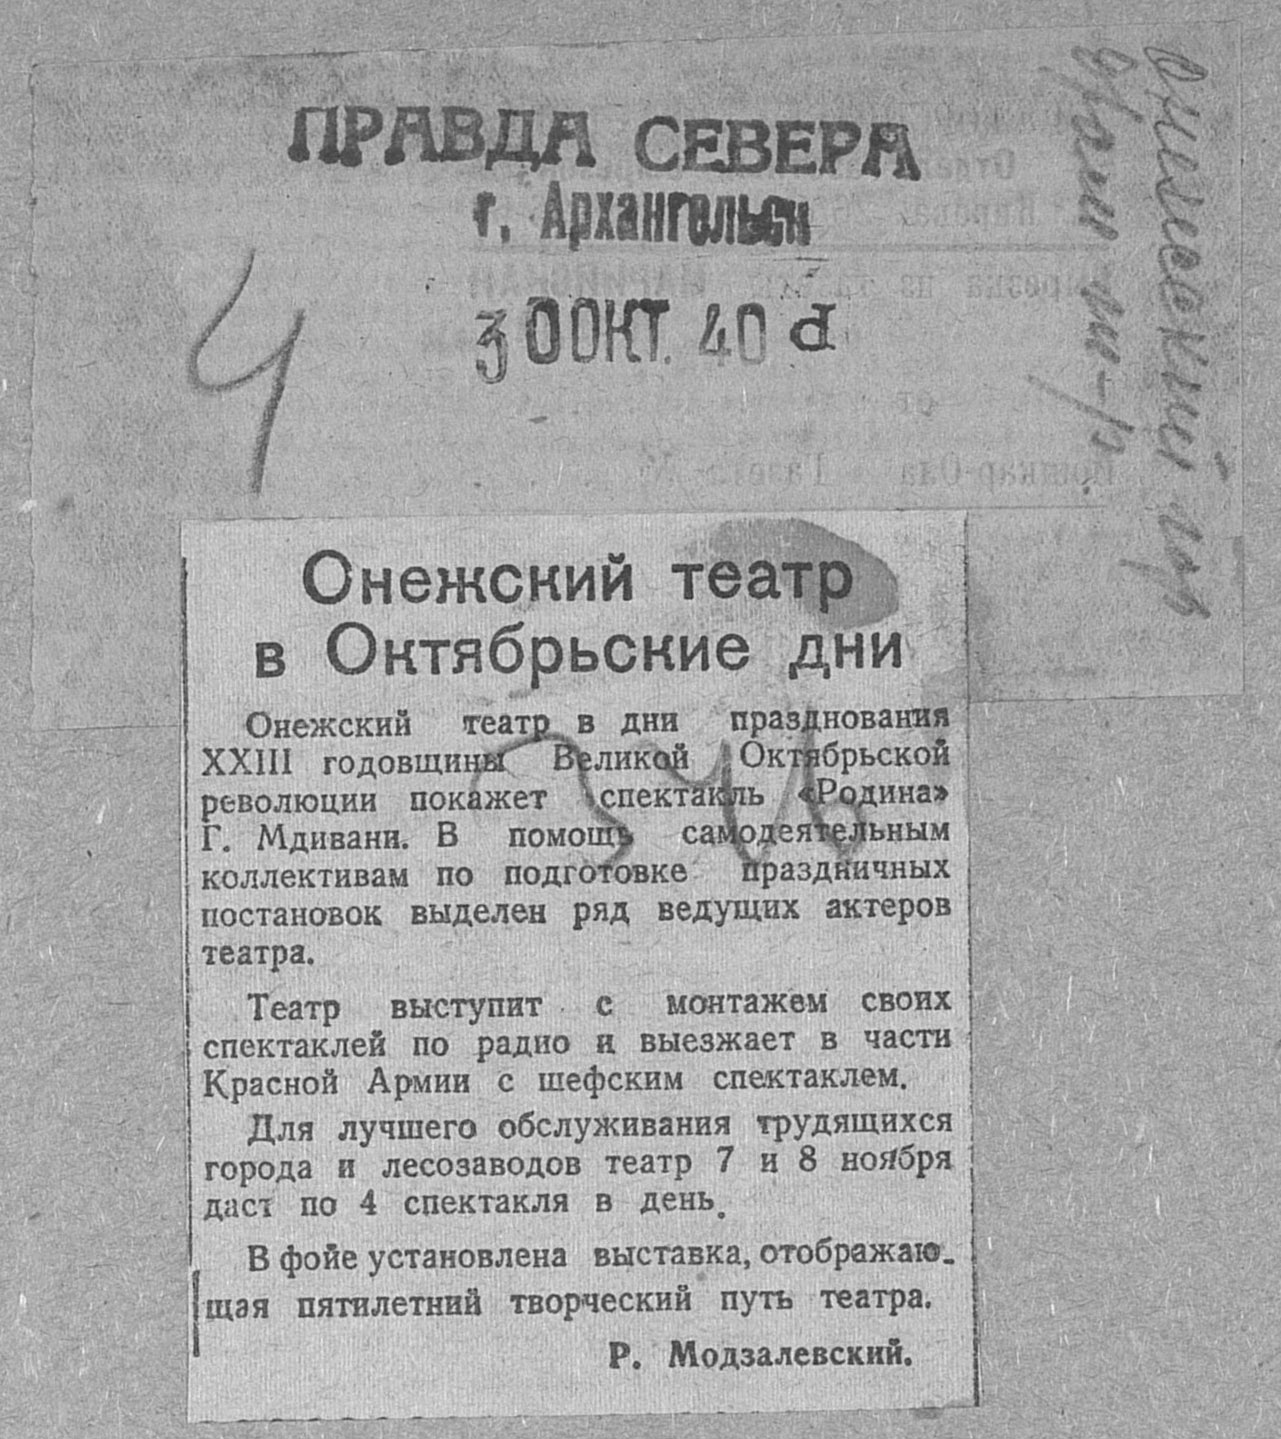 ПРАВДА СЕВЕРА
г. Архангельск
30 ОКТ. 40
4
Онежский театр
в Октябрьские дни
Онежский театр в дни празднования
XXIII годовщины Великой Октябрьской
революции покажет спектакль «Родина»
Г. Мдивани. В помощь самодеятельным
коллективам по подготовке праздничных
постановок выделен ряд ведущих актеров
театра.
Театр выступит с монтажем своих
спектаклей по радио и выезжает в части
Красной Армии с шефским спектаклем.
Для лучшего обслуживания трудящихся
города и лесозаводов театр 7 и 8 ноября
даст по 4 спектакля в день.
В фойе установлена выставка, отображаю-
щая пятилетний творческий путь театра.
Р. Модзалевский.
Онежский